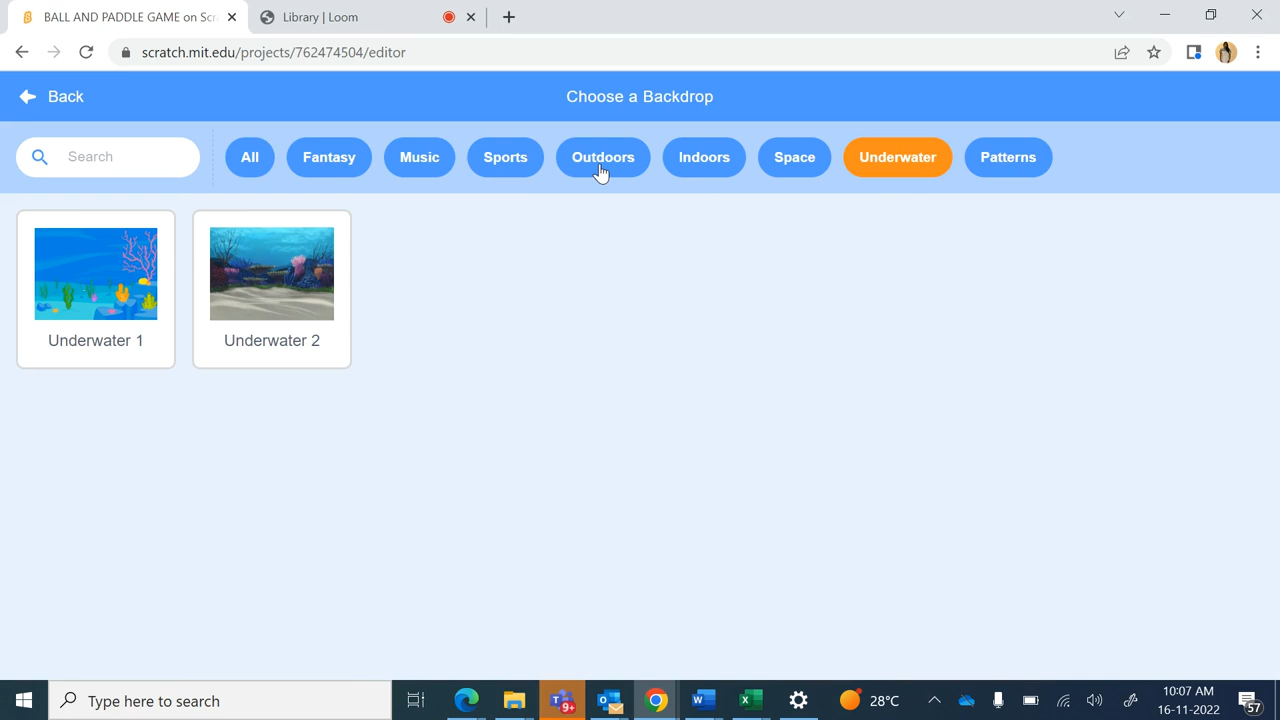 BALL AND PADDLE GAME on Scr
Library | Loom
scratch.mit.edu/projects/762474504/editor
Back
Choose a Backdrop
Search
All
Fantasy
Music
Sports
Outdoors
Indoors
Space
Underwater
Patterns
Underwater 1
Underwater 2
Type here to search
9+
28°C
10:07 AM
16-11-2022
57